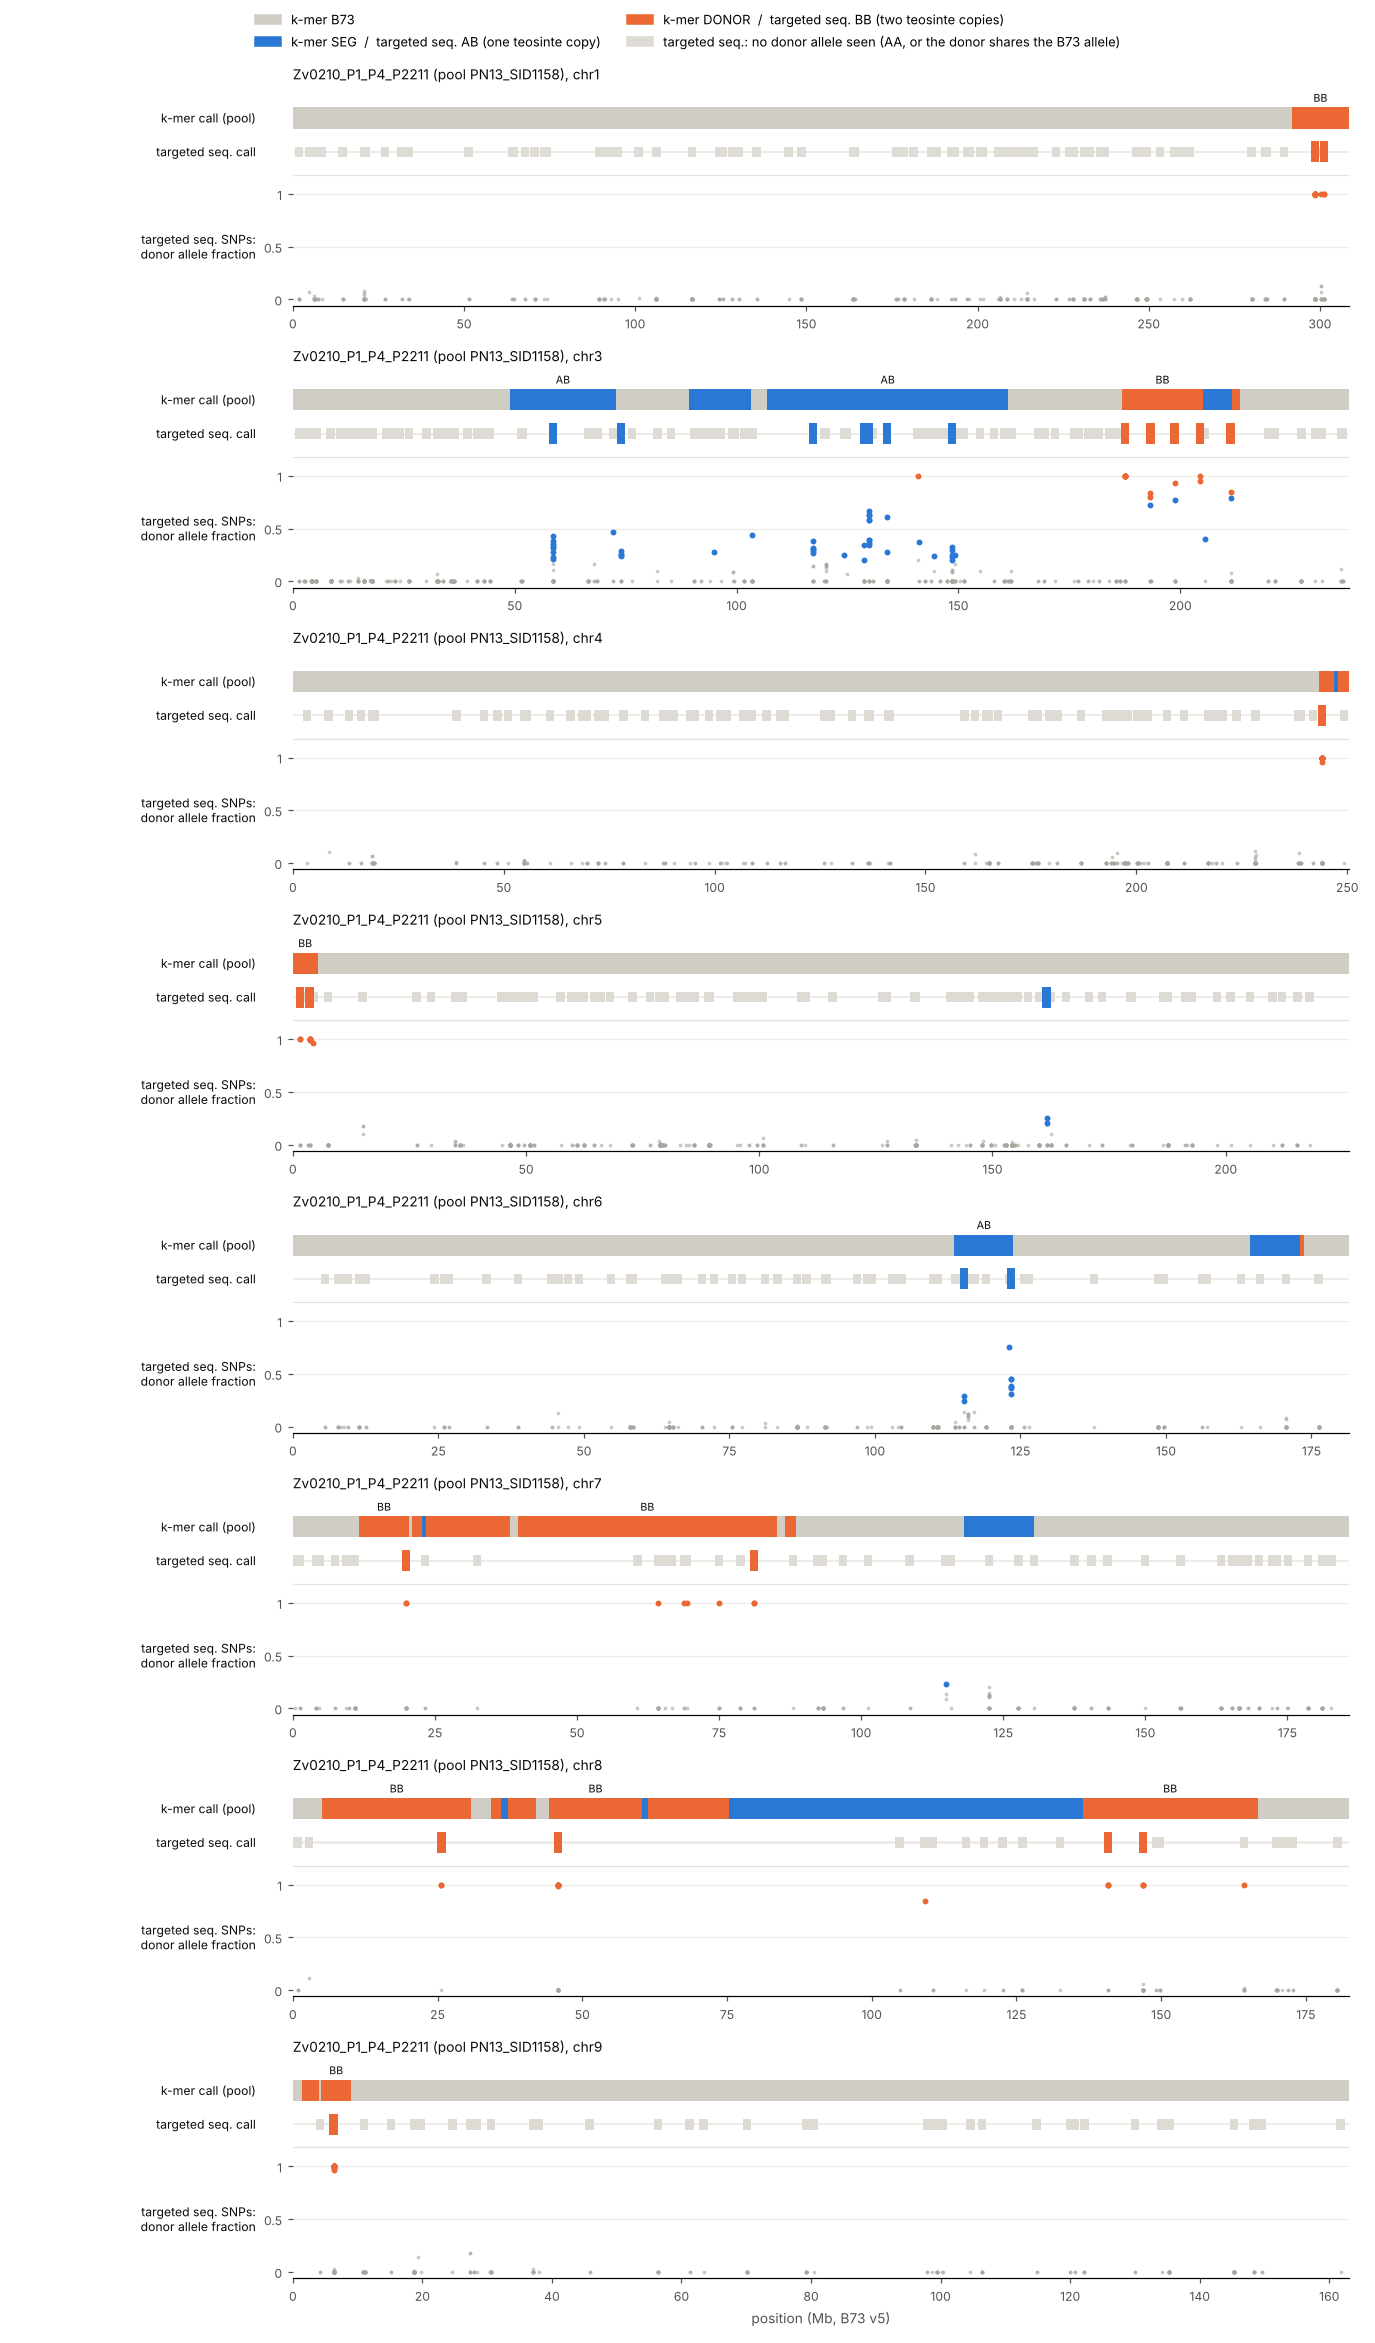 k-mer B73
k-mer DONOR / targeted seq. BB (two teosinte copies)
k-mer SEG / targeted seq. AB (one teosinte copy)
targeted seq.: no donor allele seen (AA, or the donor shares the B73 allele)
Zv0210_P1_P4_P2211 (pool PN13_SID1158), chr1
BB
k-mer call (pool)
targeted seq. call
1
targeted seq. SNPs:
donor allele fraction
0.5
0
0 50 100 150 200 250 300
Zv0210_P1_P4_P2211 (pool PN13_SID1158), chr3
AB AB BB
k-mer call (pool)
targeted seq. call
1
targeted seq. SNPs:
donor allele fraction
0.5
0
0 50 100 150 200
Zv0210_P1_P4_P2211 (pool PN13_SID1158), chr4
k-mer call (pool)
targeted seq. call
1
targeted seq. SNPs:
donor allele fraction
0.5
0
0 50 100 150 200 250
Zv0210_P1_P4_P2211 (pool PN13_SID1158), chr5
BB
k-mer call (pool)
targeted seq. call
1
targeted seq. SNPs:
donor allele fraction
0.5
0
0 50 100 150 200
Zv0210_P1_P4_P2211 (pool PN13_SID1158), chr6
AB
k-mer call (pool)
targeted seq. call
1
targeted seq. SNPs:
donor allele fraction
0.5
0
0 25 50 75 100 125 150 175
Zv0210_P1_P4_P2211 (pool PN13_SID1158), chr7
BB BB
k-mer call (pool)
targeted seq. call
1
targeted seq. SNPs:
donor allele fraction
0.5
0
0 25 50 75 100 125 150 175
Zv0210_P1_P4_P2211 (pool PN13_SID1158), chr8
BB BB BB
k-mer call (pool)
targeted seq. call
1
targeted seq. SNPs:
donor allele fraction
0.5
0
0 25 50 75 100 125 150 175
Zv0210_P1_P4_P2211 (pool PN13_SID1158), chr9
BB
k-mer call (pool)
targeted seq. call
1
targeted seq. SNPs:
donor allele fraction
0.5
0
0 20 40 60 80 100 120 140 160
position (Mb, B73 v5)